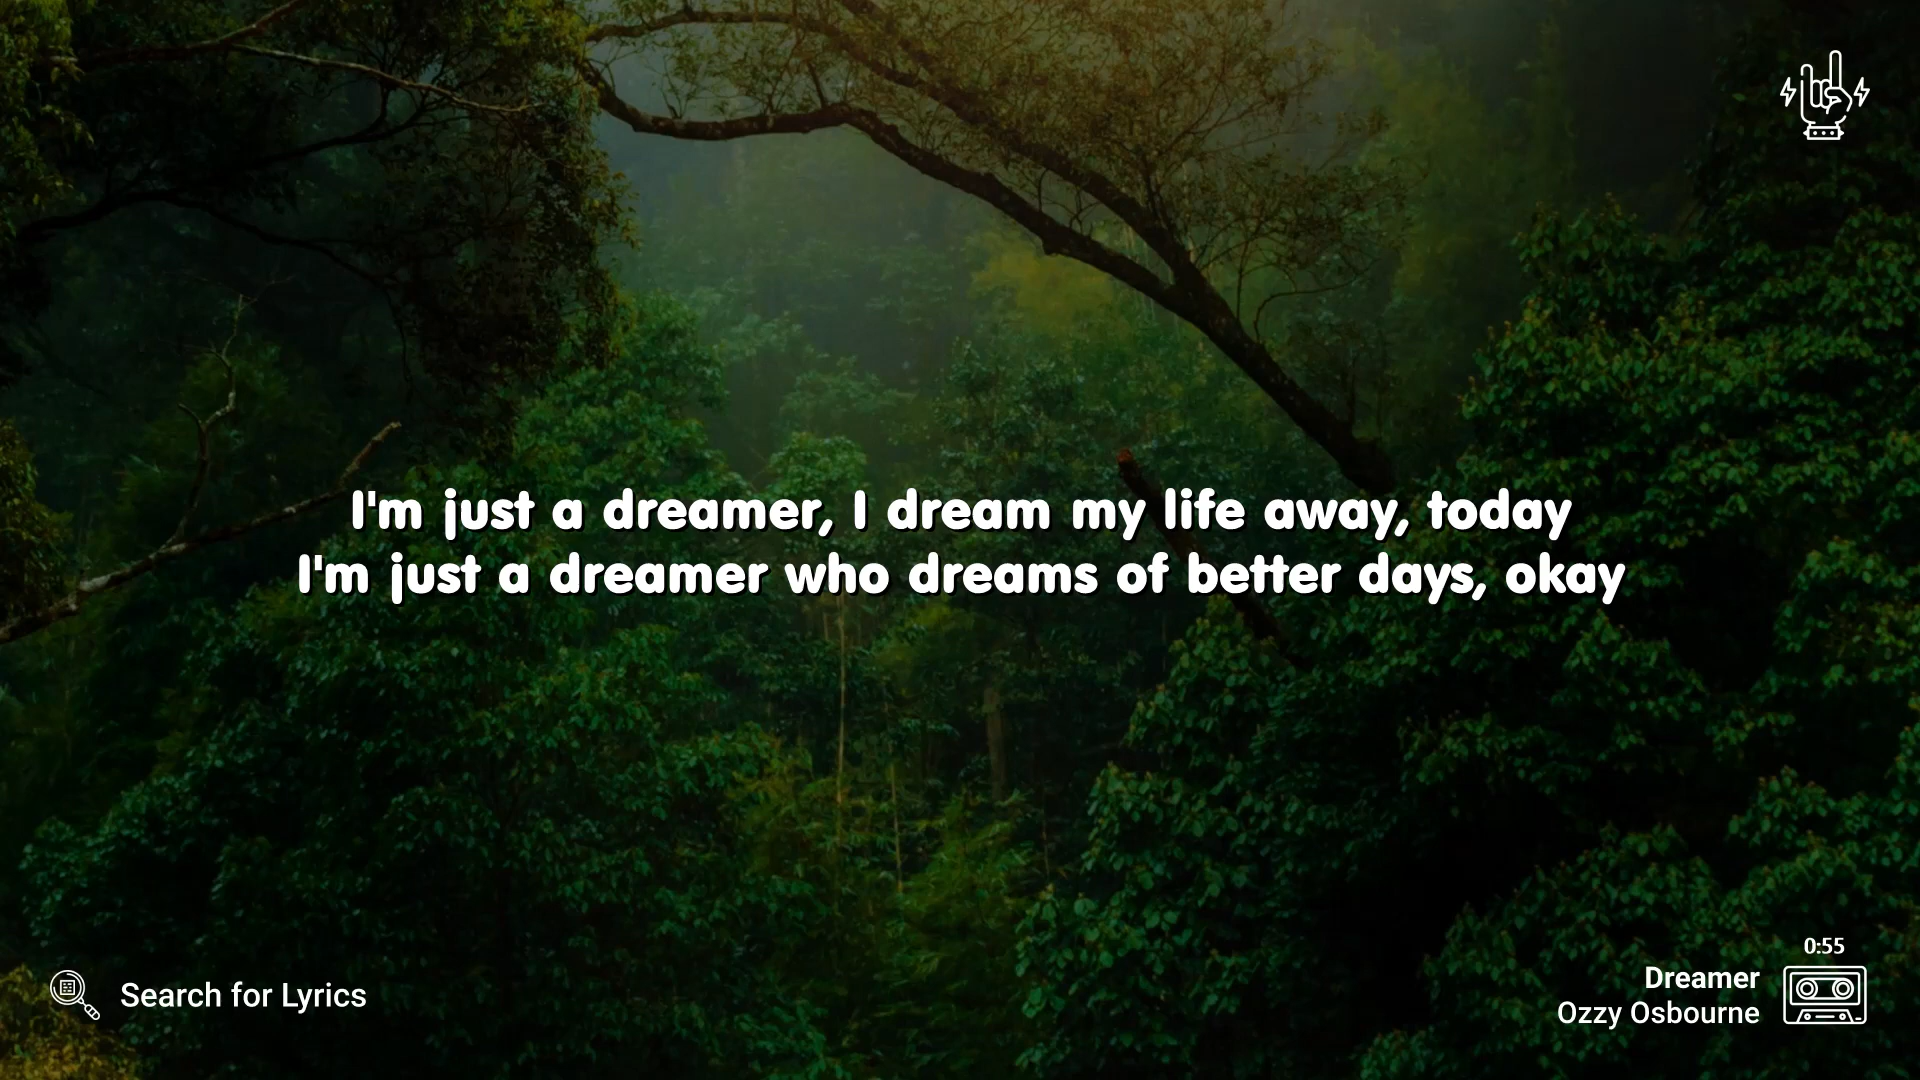 I'm just a dreamer, I dream my life away, today
I'm just a dreamer who dreams of better days, okay
Search for Lyrics
0:55
Dreamer
Ozzy Osbourne